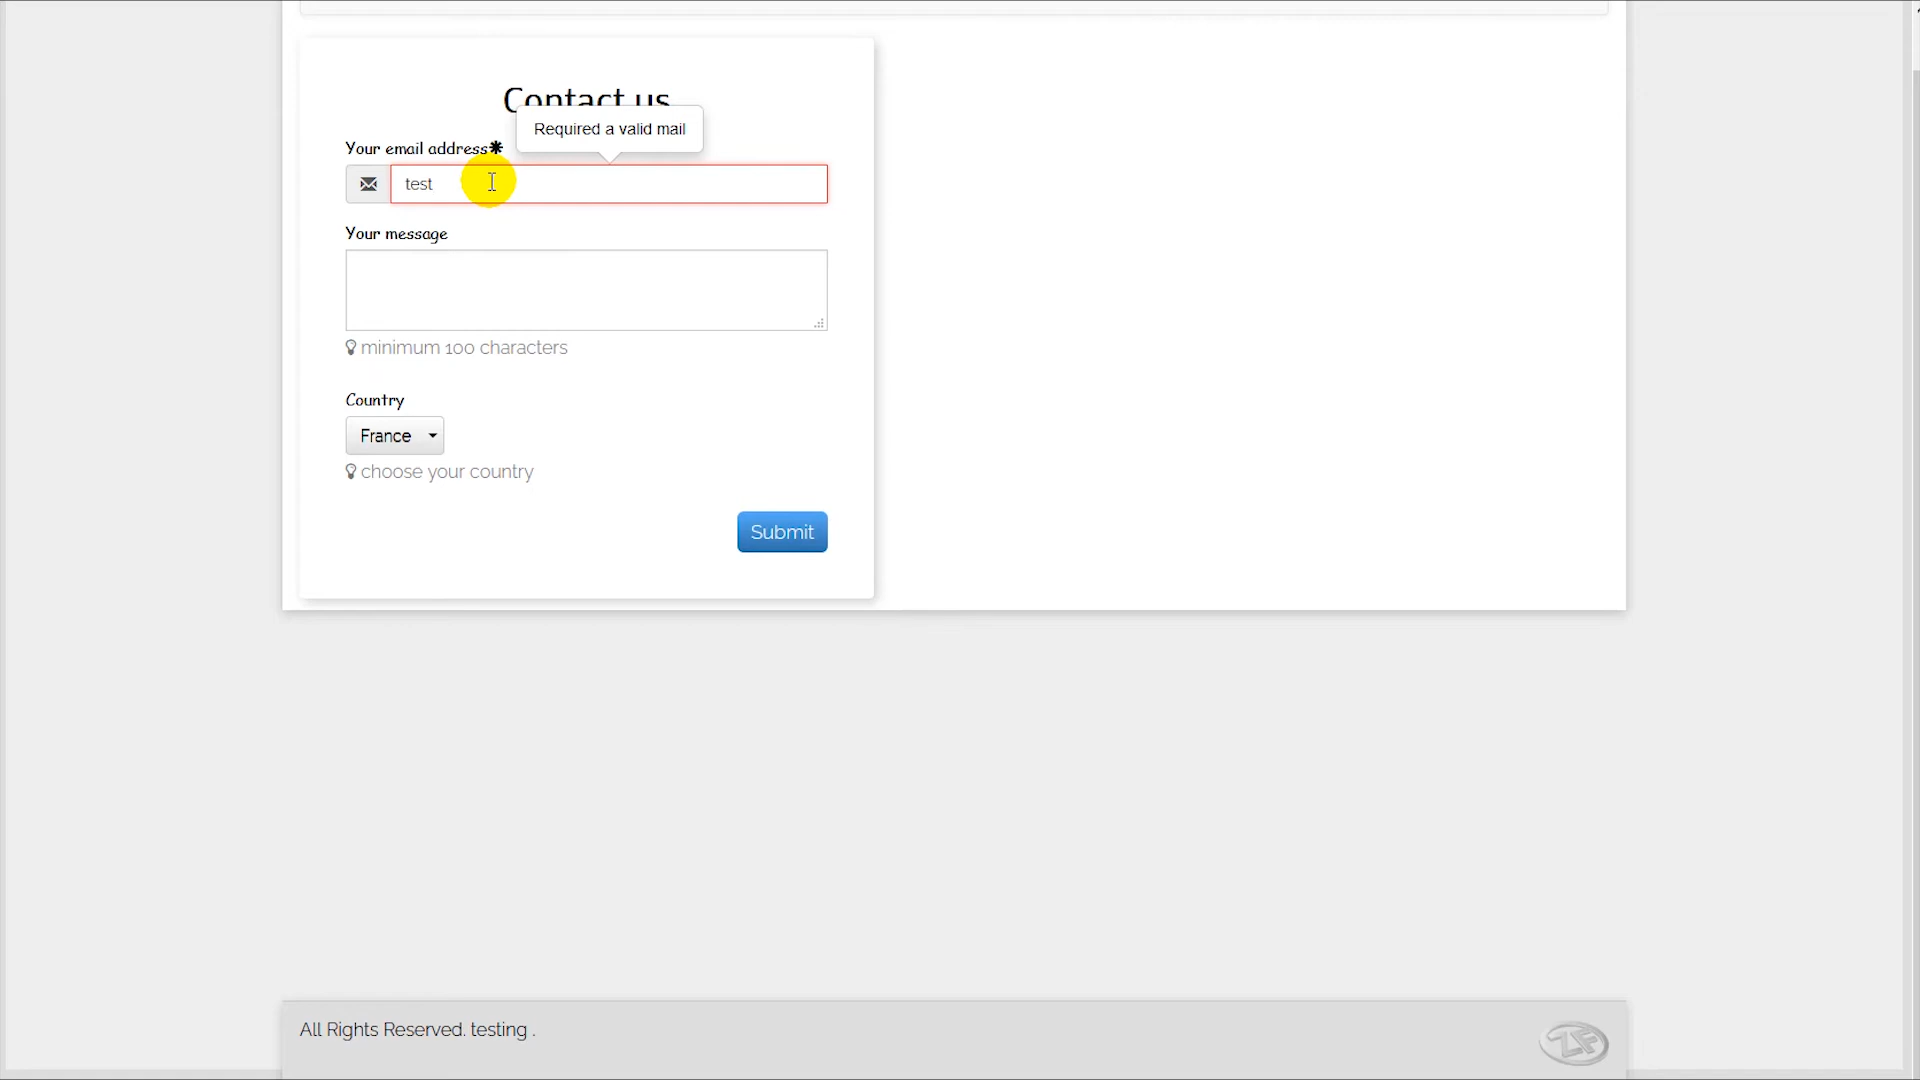 Contact us
Required a valid mail
Your email address✱
test
Your message
minimum 100 characters
Country
France
choose your country
Submit
All Rights Reserved. testing .
ZF